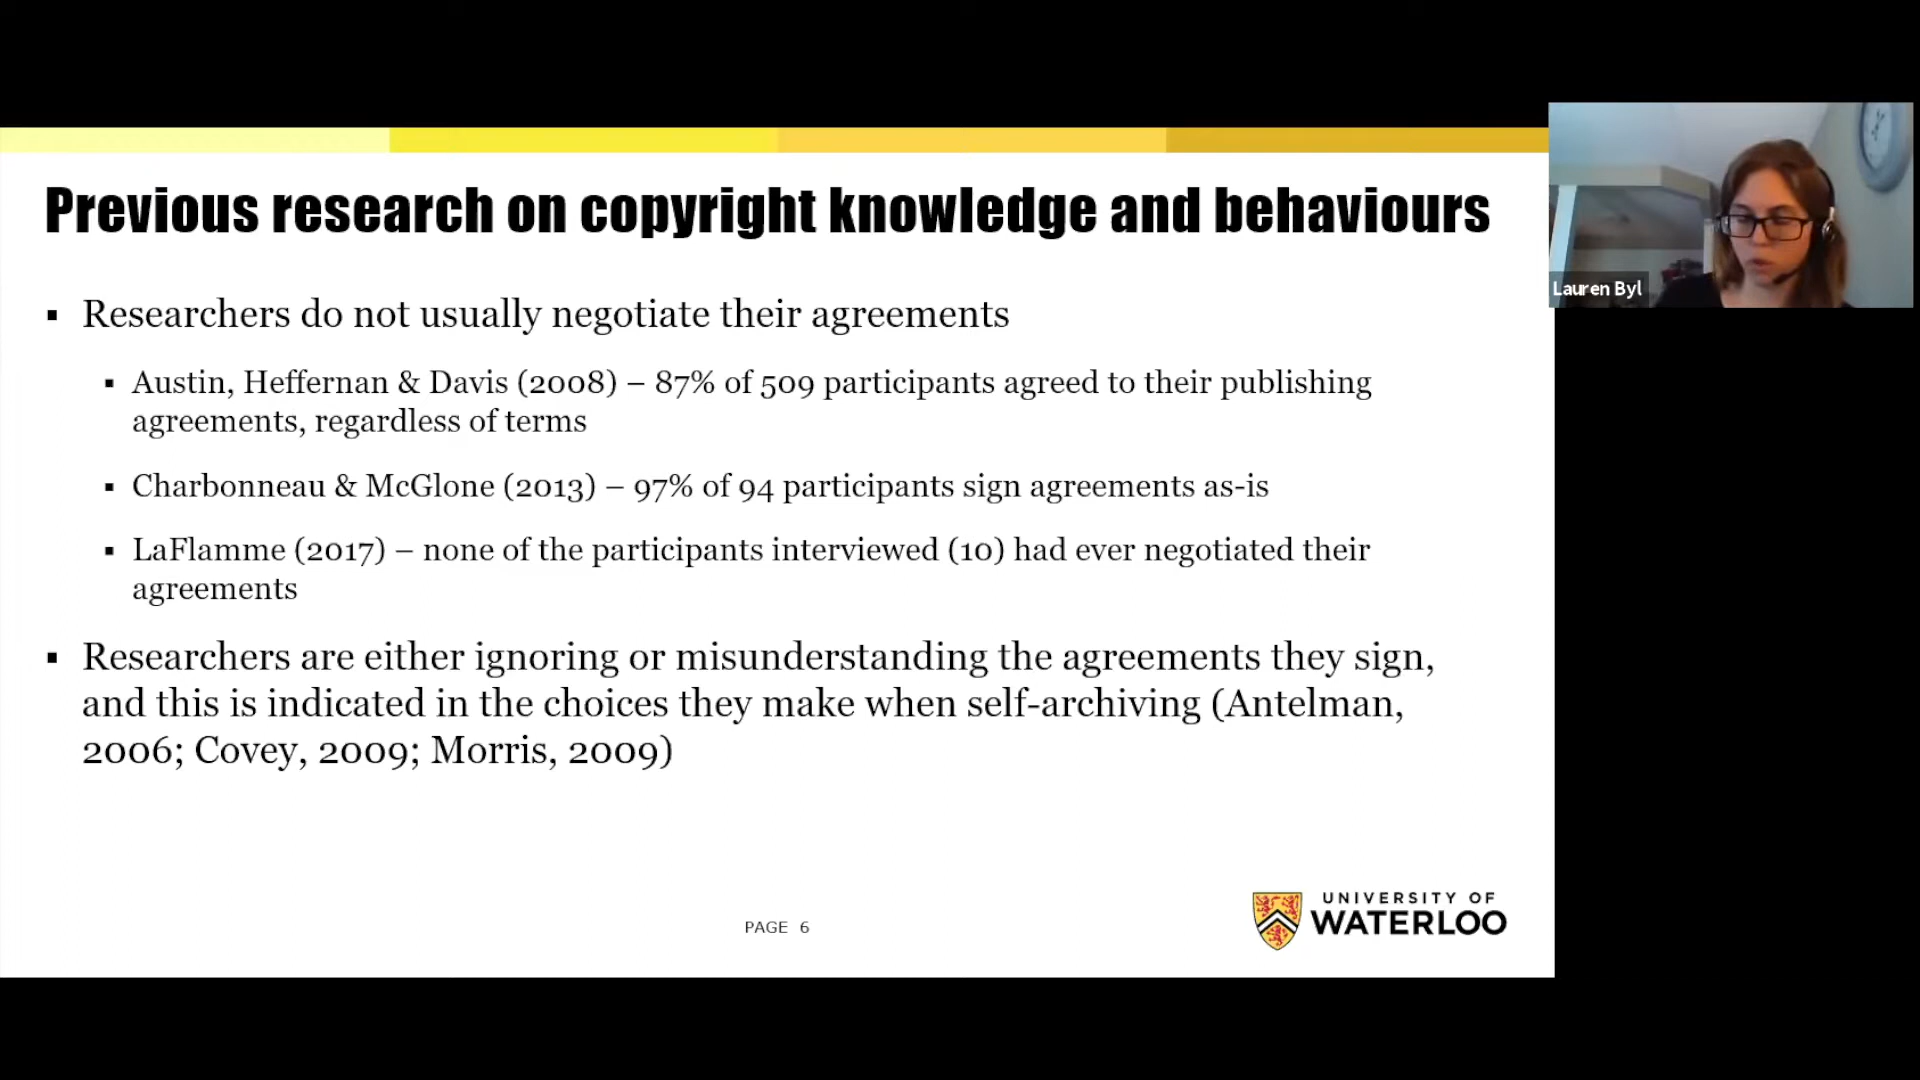 Previous research on copyright knowledge and behaviours
Lauren Byl
▪ Researchers do not usually negotiate their agreements
▪ Austin, Heffernan & Davis (2008) – 87% of 509 participants agreed to their publishing
agreements, regardless of terms
▪ Charbonneau & McGlone (2013) – 97% of 94 participants sign agreements as-is
▪ LaFlamme (2017) – none of the participants interviewed (10) had ever negotiated their
agreements
▪ Researchers are either ignoring or misunderstanding the agreements they sign,
and this is indicated in the choices they make when self-archiving (Antelman,
2006; Covey, 2009; Morris, 2009)
PAGE 6
UNIVERSITY OF
WATERLOO